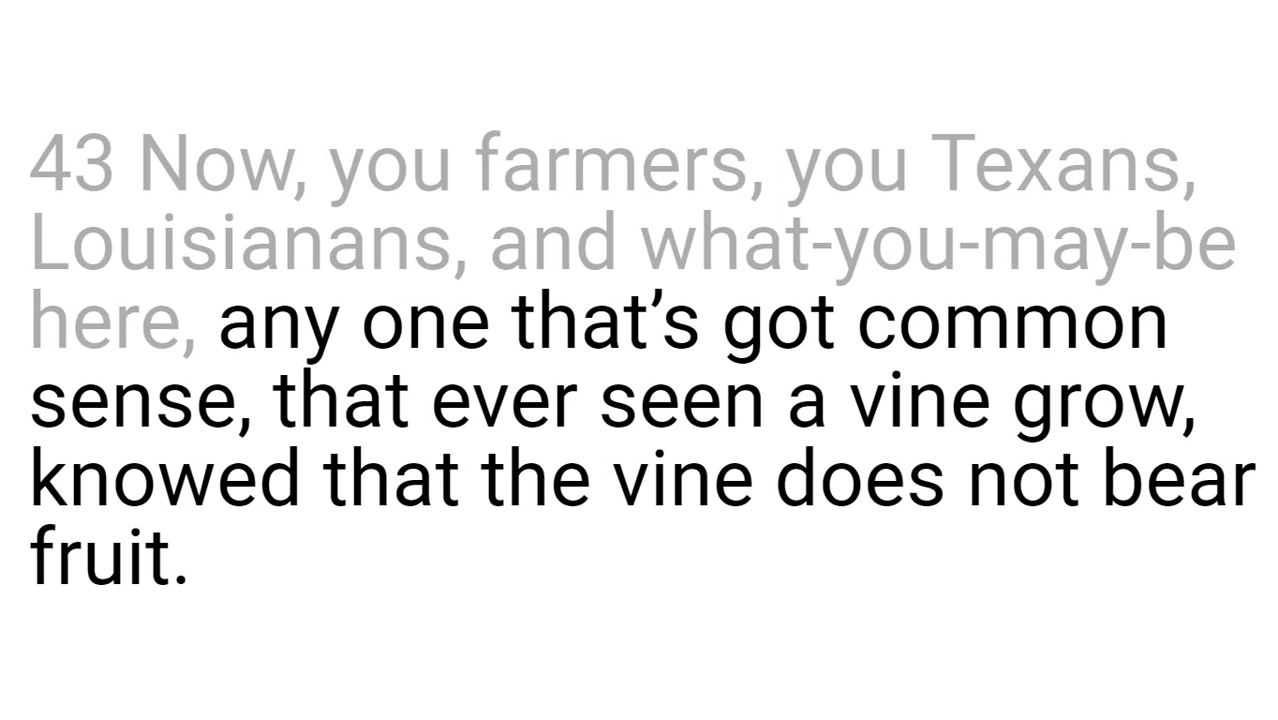 43 Now, you farmers, you Texans,
Louisianans, and what-you-may-be
here, any one that’s got common
sense, that ever seen a vine grow,
knowed that the vine does not bear
fruit.